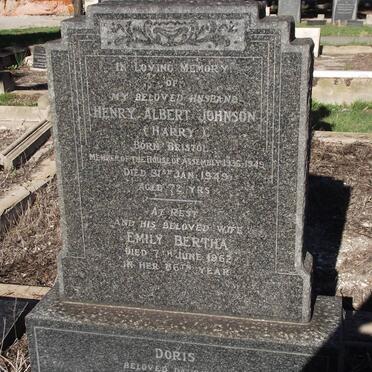 IN LOVING MEMORY
OF
MY BELOVED HUSBAND
HENRY ALBERT JOHNSON
(HARRY)
BORN BRISTOL
MEMBER OF THE HOUSE OF ASSEMBLY 1936-1949
DIED 31ST JAN. 1949
AGED 72 YRS
AT REST
AND HIS BELOVED WIFE
EMILY BERTHA
DIED 7TH JUNE 1962
IN HER 86TH YEAR
DORIS
BELOVED